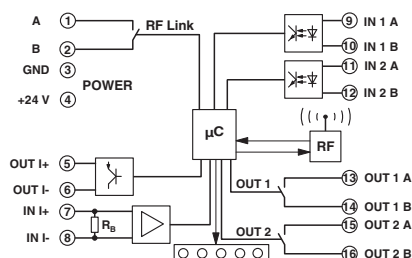 A 1 RF Link
B 2
GND 3
POWER
+24 V 4
OUT I+ 5
OUT I- 6
IN I+ 7
R_B
IN I- 8
9 IN 1 A
10 IN 1 B
11 IN 2 A
12 IN 2 B
µC
RF
OUT 1
13 OUT 1 A
14 OUT 1 B
OUT 2
15 OUT 2 A
16 OUT 2 B